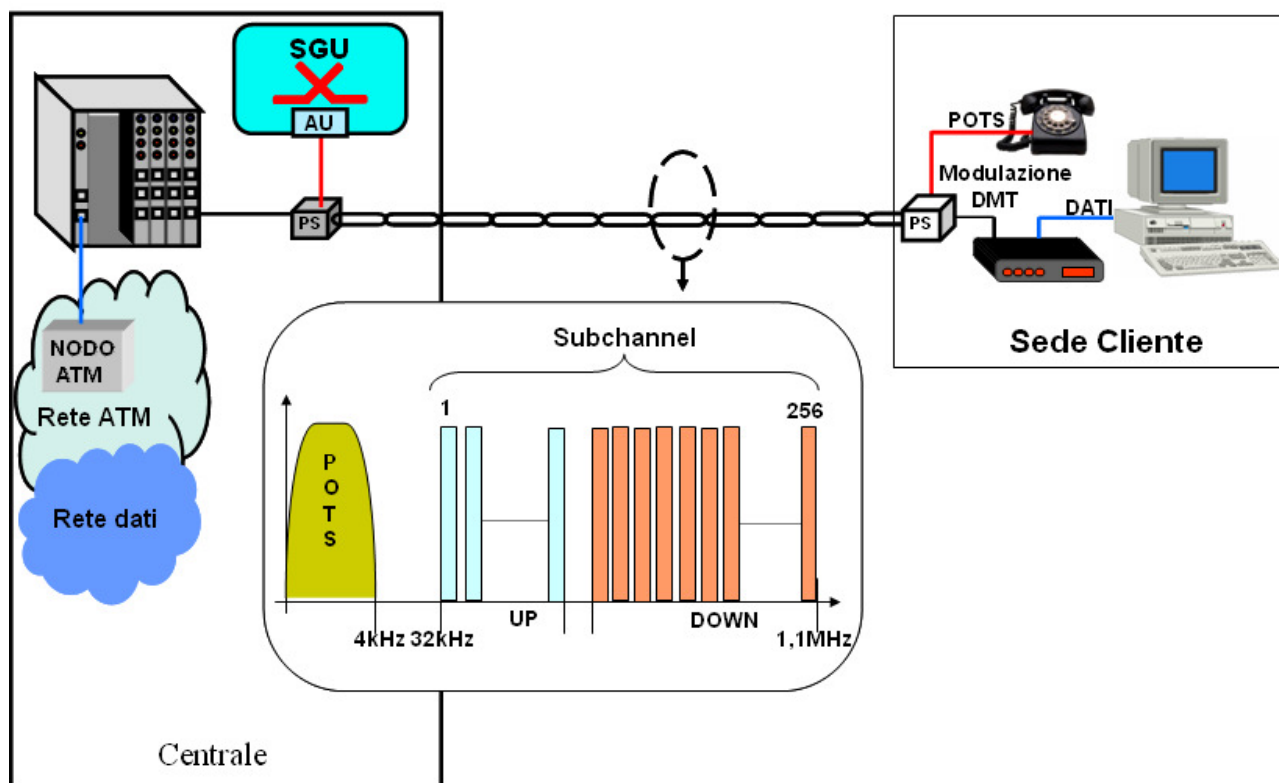 SGU
AU
PS
NODO
ATM
Rete ATM
Rete dati
Centrale
POTS
Modulazione
DMT
DATI
PS
Sede Cliente
Subchannel
1
256
POTS
UP
DOWN
4kHz
32kHz
1,1MHz